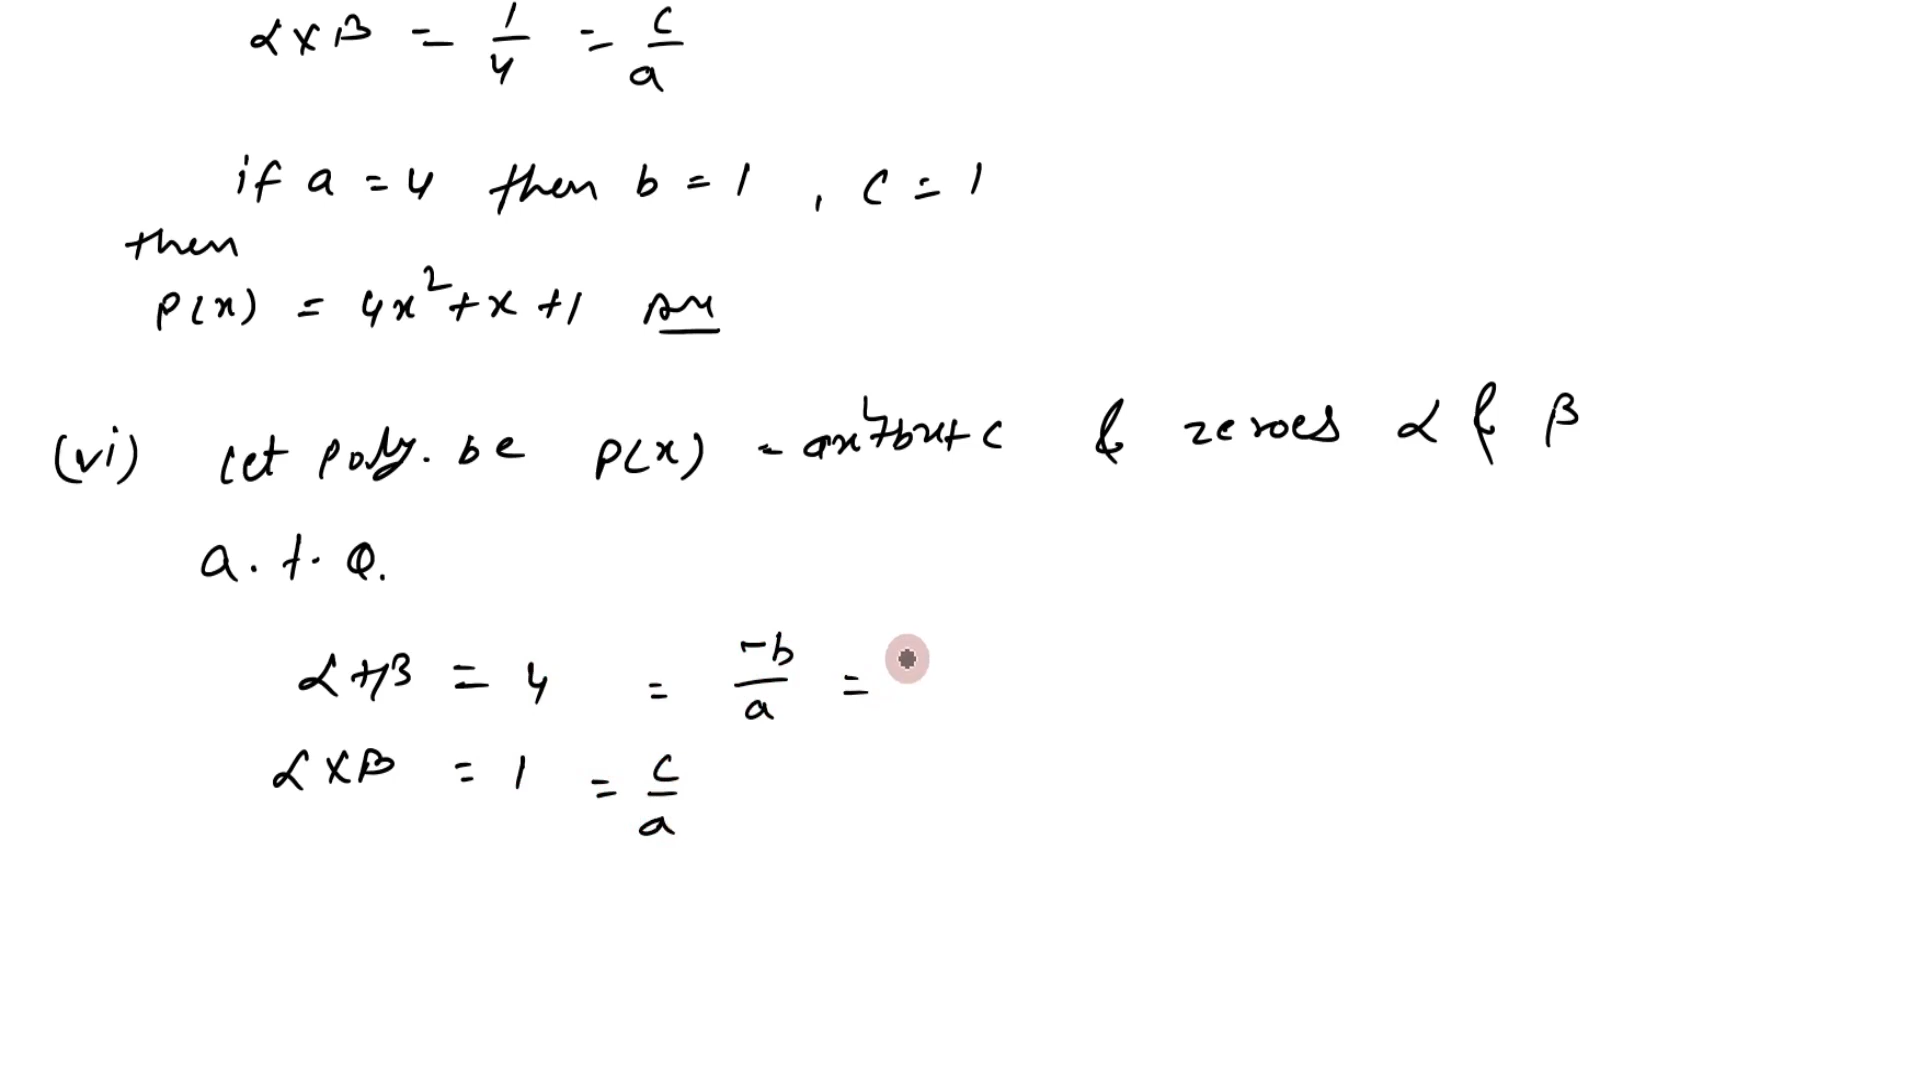 α × β = 1/4 = c/a
if a = 4 then b = 1 , c = 1
then
P(x) = 4x² + x + 1 Ans
(vi) Let poly. be P(x) = ax² + bx + c & zeroes α & β
a. t. Q.
α + β = 4 = -b/a =
α × β = 1 = c/a